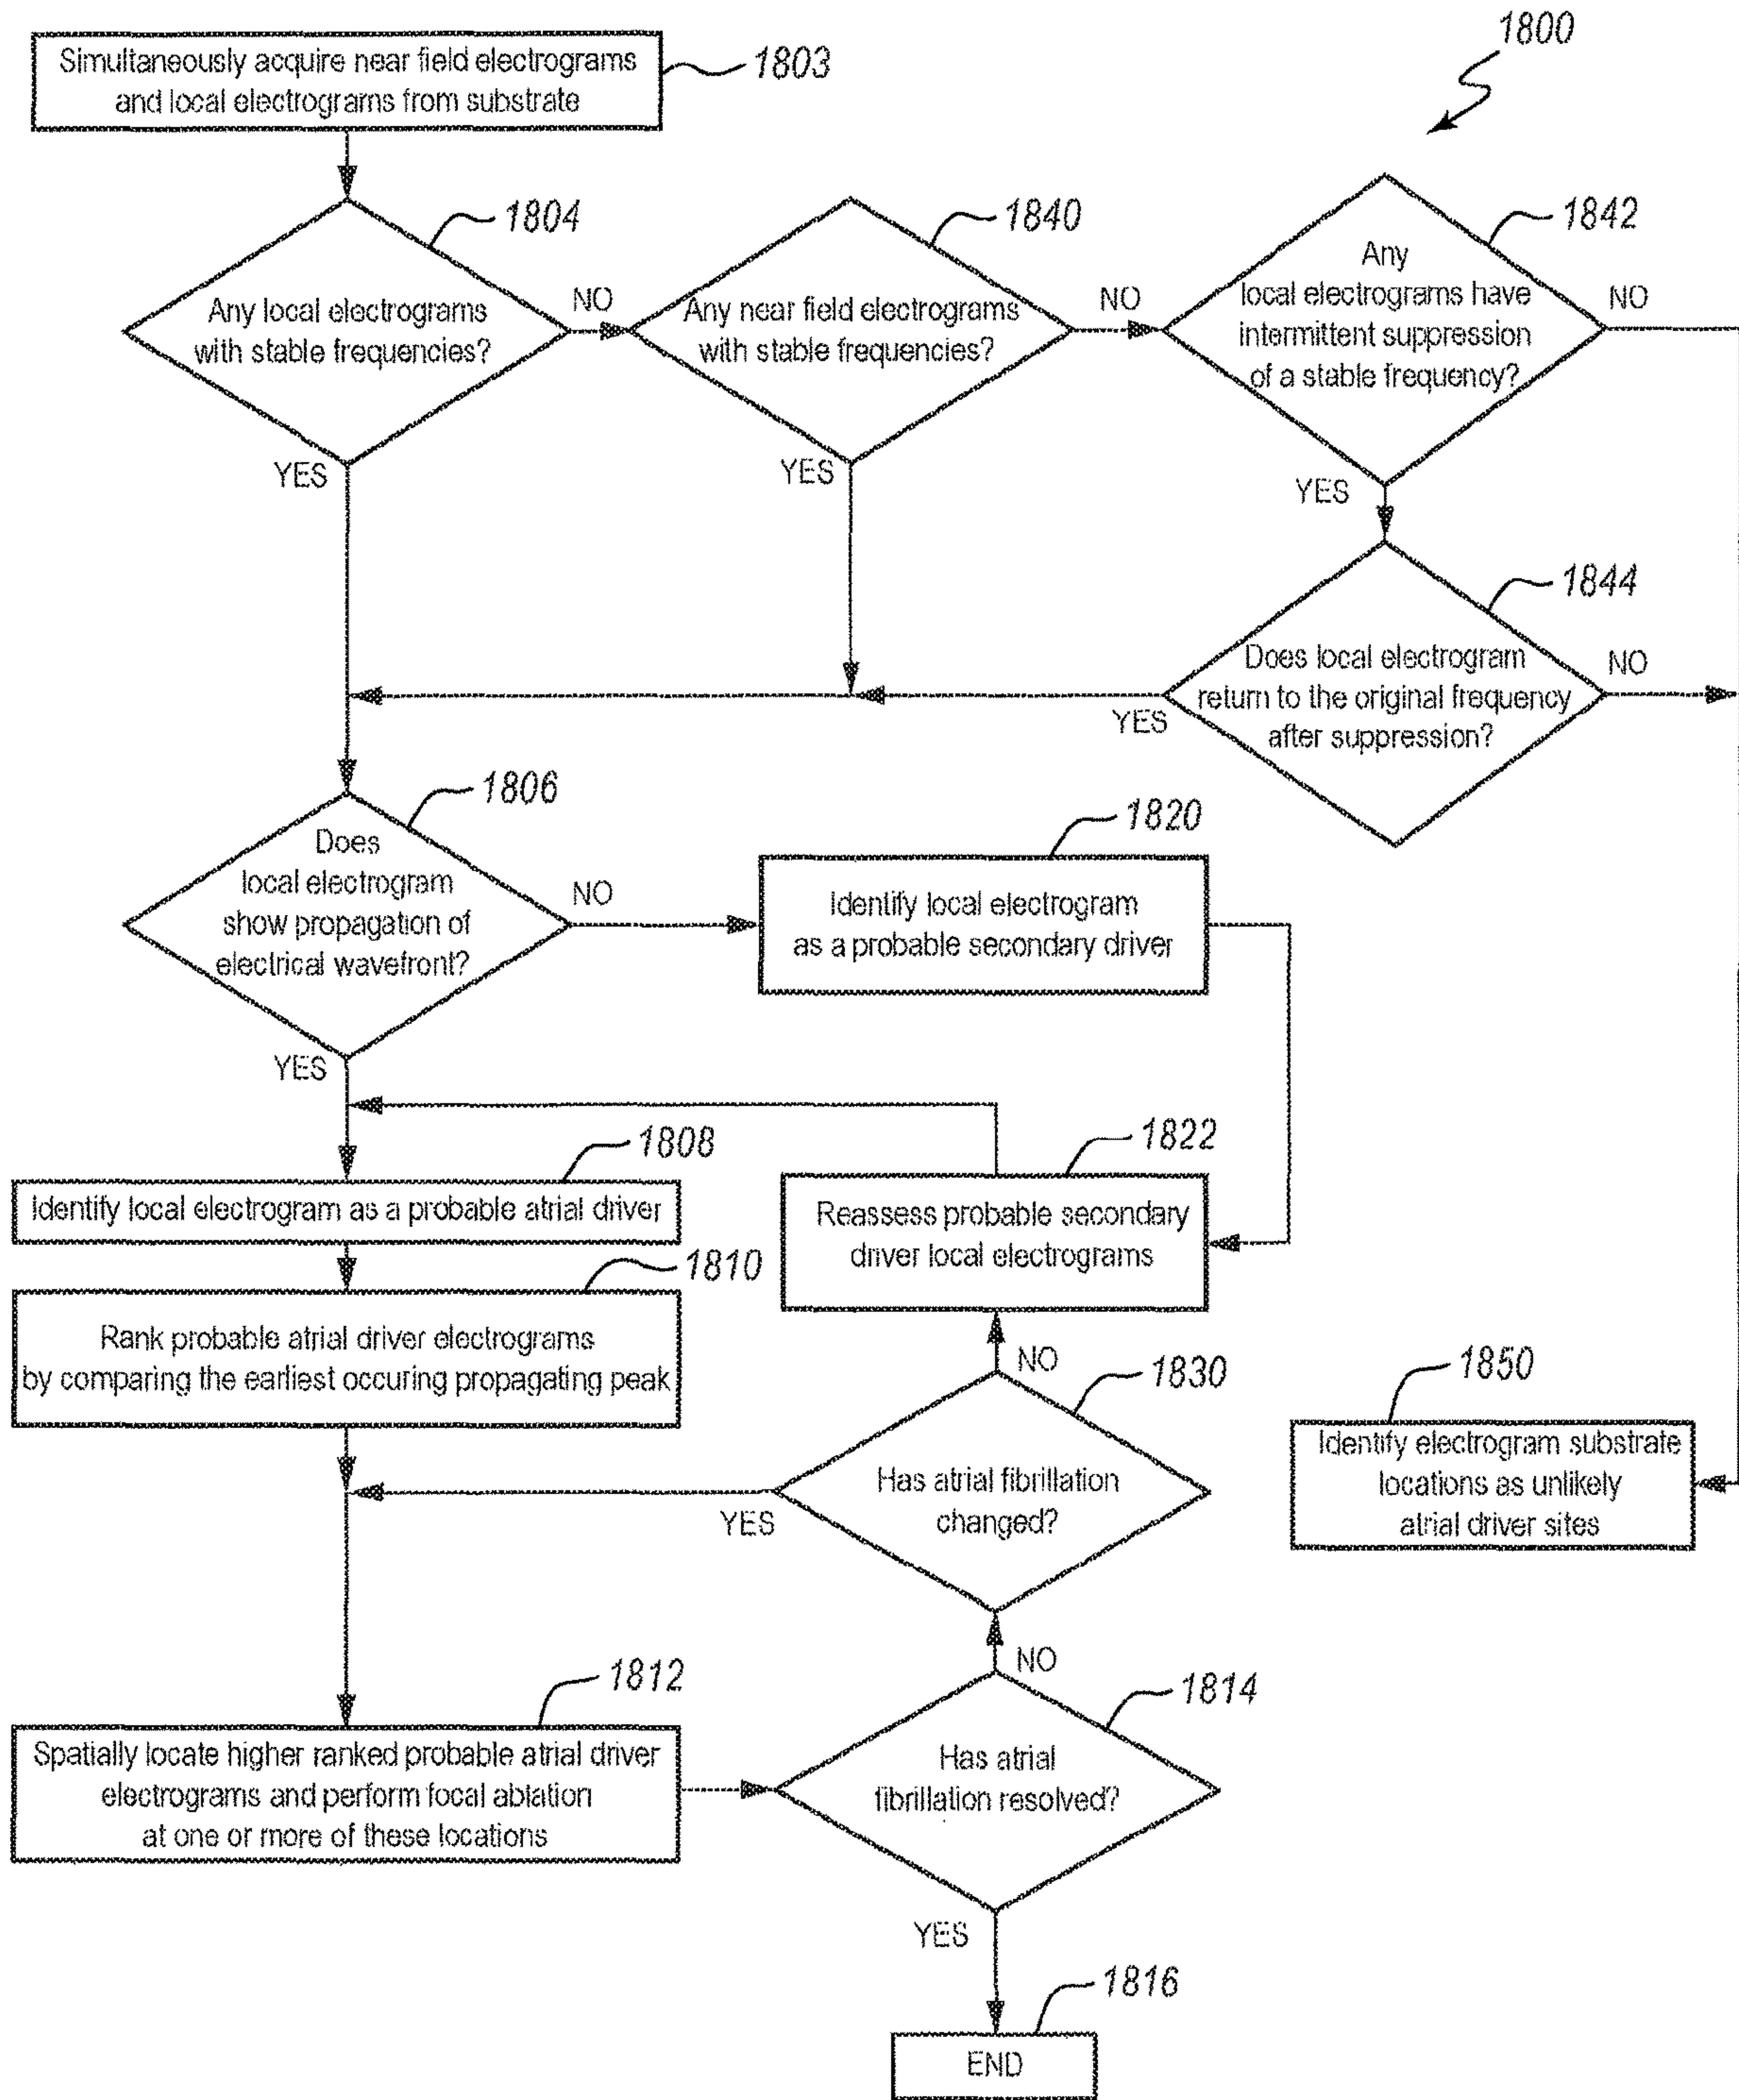 1800
Simultaneously acquire near field electrograms
and local electrograms from substrate
1803
1804
Any local electrograms
with stable frequencies?
NO
YES
1840
Any near field electrograms
with stable frequencies?
NO
YES
1842
Any
local electrograms have
intermittent suppression
of a stable frequency?
NO
YES
1844
Does local electrogram
return to the original frequency
after suppression?
NO
YES
1806
Does
local electrogram
show propagation of
electrical wavefront?
NO
YES
1820
Identify local electrogram
as a probable secondary driver
1822
Reassess probable secondary
driver local electrograms
1808
Identify local electrogram as a probable atrial driver
1810
Rank probable atrial driver electrograms
by comparing the earliest occuring propagating peak
NO
1830
Has atrial fibrillation
changed?
YES
1850
Identify electrogram substrate
locations as unlikely
atrial driver sites
1812
Spatially locate higher ranked probable atrial driver
electrograms and perform focal ablation
at one or more of these locations
NO
1814
Has atrial
fibrillation resolved?
YES
1816
END